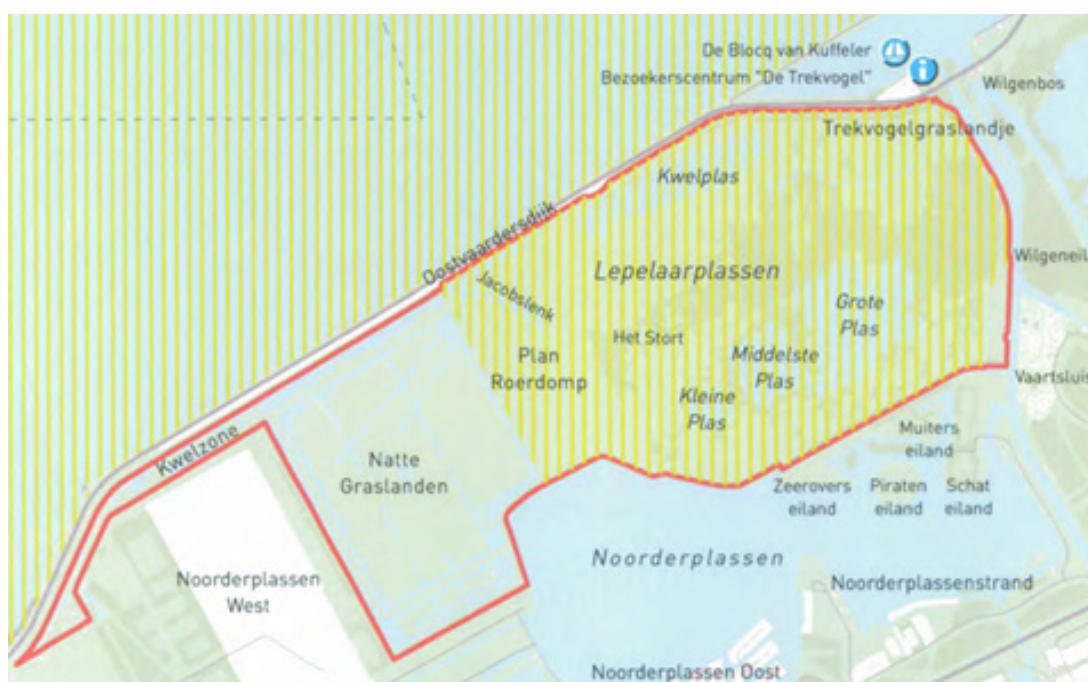 De Blocq van Kuffeler
Bezoekerscentrum "De Trekvogel"
i
Wilgenbos
Trekvogelgraslandje
Kwelplas
Oostvaardersdijk
Wilgeneil
Lepelaarplassen
Jacobslenk
Grote
Plas
Het Stort
Plan
Roerdomp
Middelste
Plas
Kleine
Plas
Vaartsluis
Kwelzone
Muiters
eiland
Natte
Graslanden
Zeerovers
eiland
Piraten
eiland
Schat
eiland
Noorderplassen
Noorderplassen
West
Noorderplassenstrand
Noorderplassen Oost